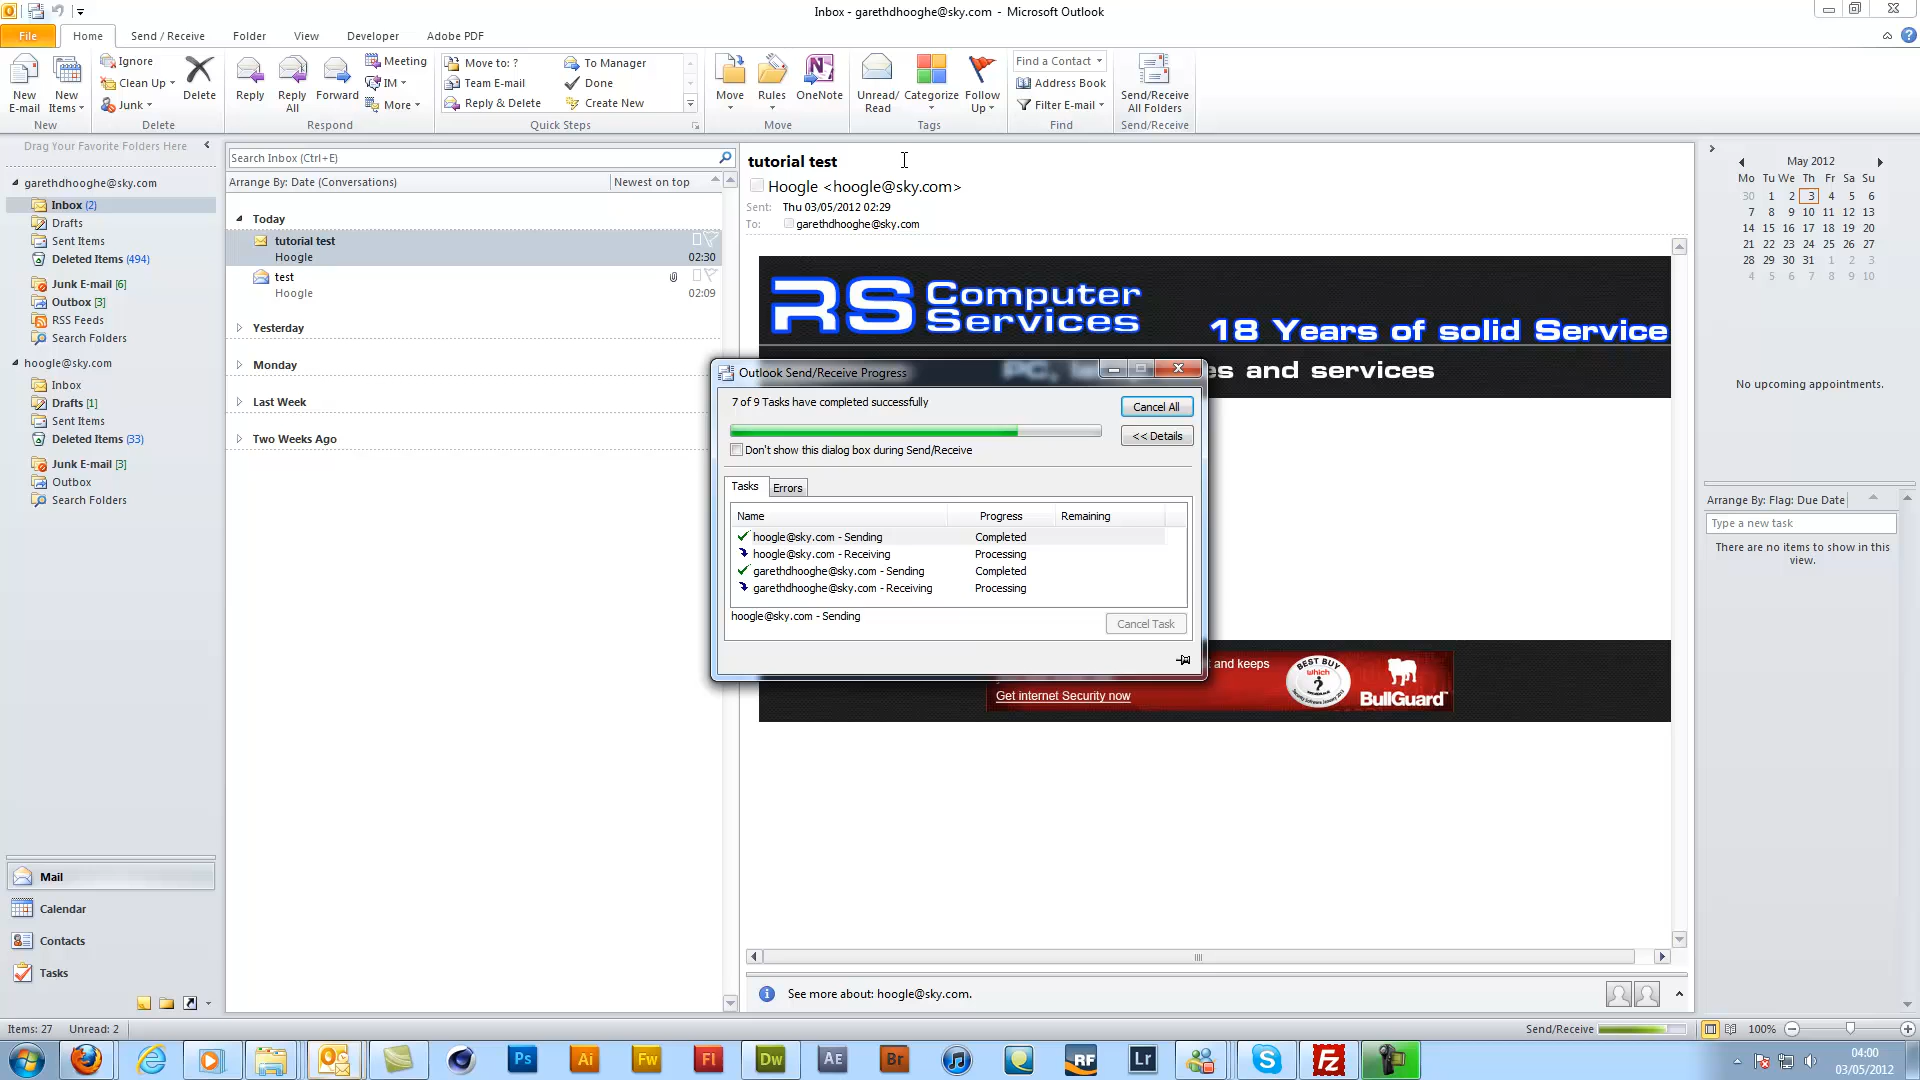 Inbox - garethdhooghe@sky.com - Microsoft Outlook
File Home Send / Receive Folder View Developer Adobe PDF
New E-mail
New Items
New
Ignore
Clean Up
Junk
Delete
Delete
Reply
Reply All
Forward
Meeting
IM
More
Respond
Move to: ?
Team E-mail
Reply & Delete
To Manager
Done
Create New
Quick Steps
Move
Rules
OneNote
Move
Unread/ Read
Categorize
Follow Up
Tags
Find a Contact
Address Book
Filter E-mail
Find
Send/Receive All Folders
Send/Receive
Drag Your Favorite Folders Here
garethdhooghe@sky.com
Inbox (2)
Drafts
Sent Items
Deleted Items (494)
Junk E-mail [6]
Outbox [3]
RSS Feeds
Search Folders
hoogle@sky.com
Inbox
Drafts [1]
Sent Items
Deleted Items (33)
Junk E-mail [3]
Outbox
Search Folders
Mail
Calendar
Contacts
Tasks
Search Inbox (Ctrl+E)
Arrange By: Date (Conversations) Newest on top
Today
tutorial test
Hoogle 02:30
test
Hoogle 02:09
Yesterday
Monday
Last Week
Two Weeks Ago
tutorial test
Hoogle <hoogle@sky.com>
Sent: Thu 03/05/2012 02:29
To: garethdhooghe@sky.com
RS Computer Services
18 Years of solid Service
es and services
Outlook Send/Receive Progress
7 of 9 Tasks have completed successfully
Cancel All
<< Details
Don't show this dialog box during Send/Receive
Tasks Errors
Name Progress Remaining
hoogle@sky.com - Sending Completed
hoogle@sky.com - Receiving Processing
garethdhooghe@sky.com - Sending Completed
garethdhooghe@sky.com - Receiving Processing
hoogle@sky.com - Sending
Cancel Task
and keeps
Get internet Security now
BEST BUY
which
BullGuard
See more about: hoogle@sky.com.
May 2012
Mo Tu We Th Fr Sa Su
30 1 2 3 4 5 6
7 8 9 10 11 12 13
14 15 16 17 18 19 20
21 22 23 24 25 26 27
28 29 30 31 1 2 3
4 5 6 7 8 9 10
No upcoming appointments.
Arrange By: Flag: Due Date
Type a new task
There are no items to show in this view.
Items: 27 Unread: 2
Send/Receive
100%
Ps Ai Fw Fl Dw AE Br .RF Lr
04:00
03/05/2012